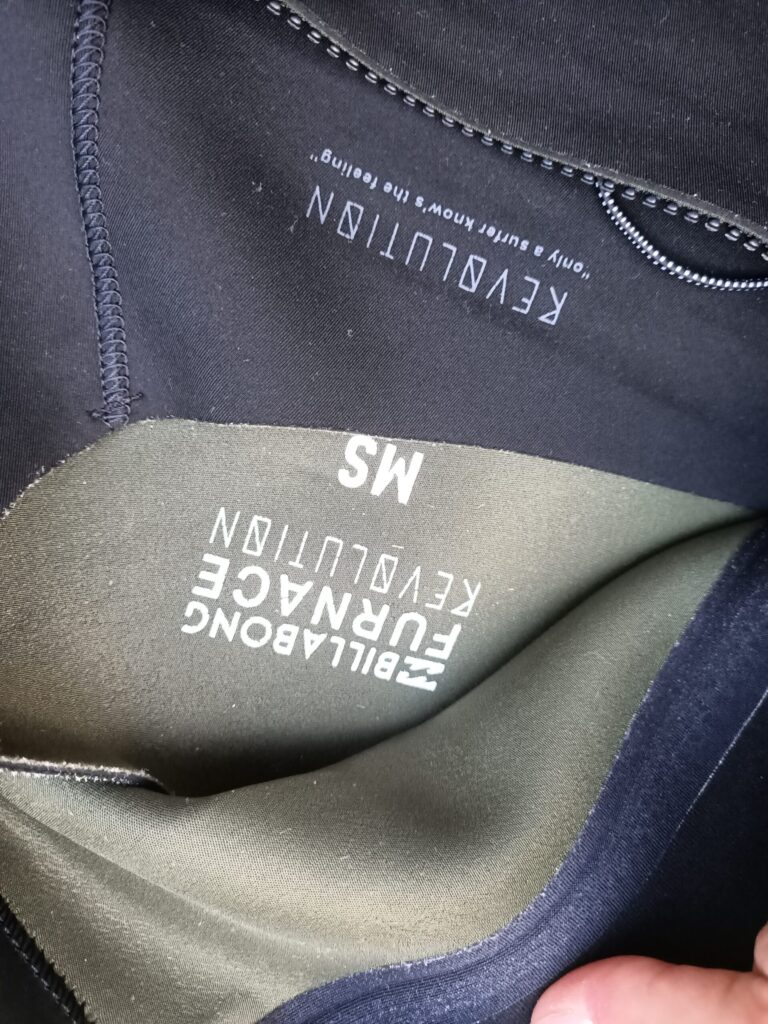 BILLABONG
FURNACE
REVOLUTION
MS
REVOLUTION
"only a surfer know's the feeling"